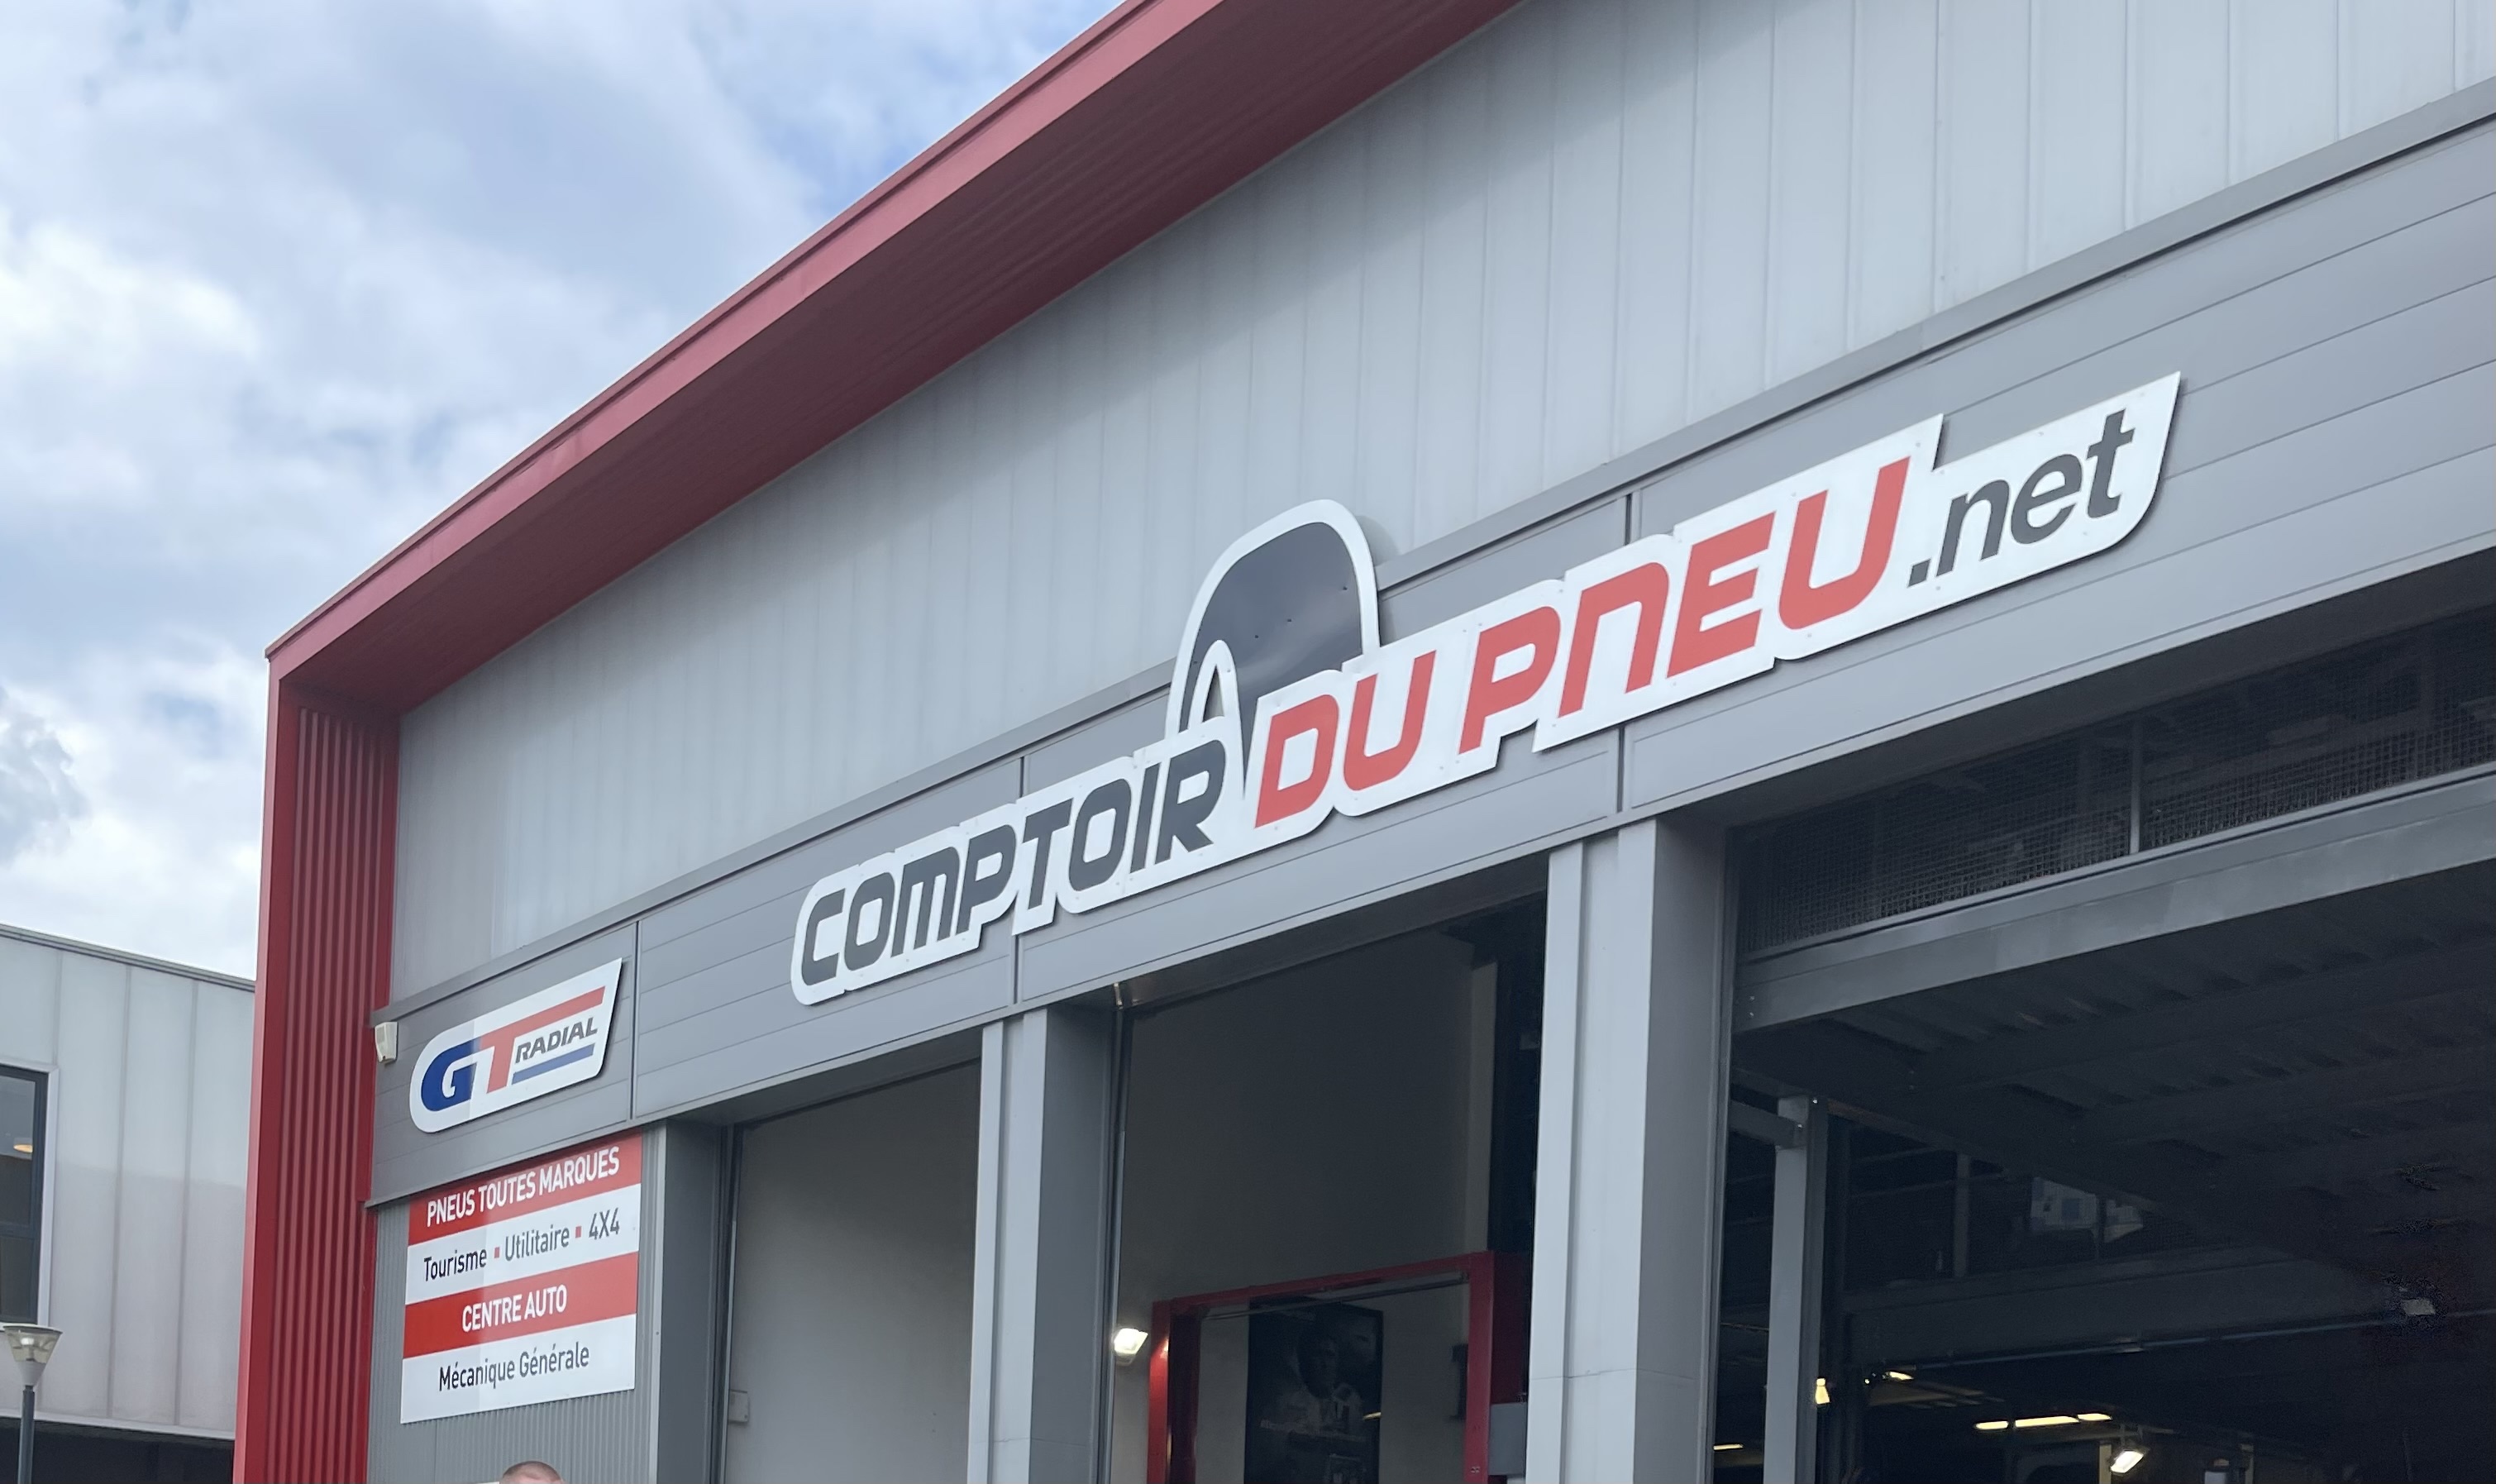 COMPTOIR DU PNEU.net
GT RADIAL
PNEUS TOUTES MARQUES
Tourisme ▪ Utilitaire ▪ 4X4
CENTRE AUTO
Mécanique Générale